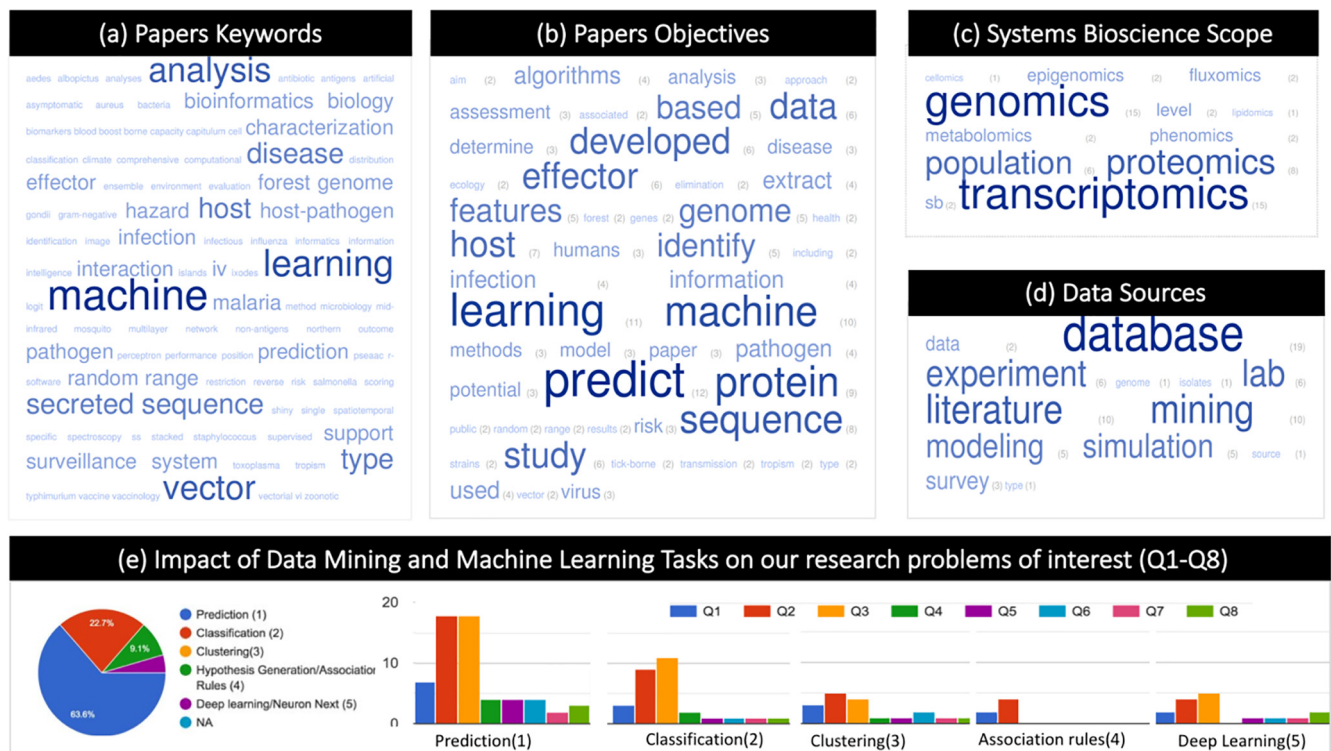 (a) Papers Keywords
aedes albopictus analyses analysis antibiotic antigens artificial
asymptomatic aureus bacteria bioinformatics biology
biomarkers blood boost borne capacity capitulum cell characterization
classification climate comprehensive computational disease distribution
effector ensemble environment evaluation forest genome
gondii gram-negative hazard host host-pathogen
identification image infection infectious influenza informatics information
intelligence interaction islands iv ixodes learning
logit machine malaria method microbiology mid-
infrared mosquito multilayer network non-antigens northern outcome
pathogen perceptron performance position prediction pseaac r-
software random range restriction reverse risk salmonella scoring
secreted sequence shiny single spatiotemporal
specific spectroscopy ss stacked staphylococcus supervised support
surveillance system toxoplasma tropism type
typhimurium vaccine vaccinology vector vectorial vi zoonotic
(b) Papers Objectives
aim (2) algorithms (4) analysis (3) approach (2)
assessment (3) associated (2) based (5) data (6)
determine (3) developed (6) disease (3)
ecology (2) effector (6) elimination (2) extract (4)
features (5) forest (2) genes (2) genome (5) health (2)
host (7) humans (3) identify (5) including (2)
infection (4) information (4)
learning (11) machine (10)
methods (3) model (3) paper (3) pathogen (4)
potential (3) predict (12) protein (9)
public (2) random (2) range (2) results (2) risk (3) sequence (8)
strains (2) study (6) tick-borne (2) transmission (2) tropism (2) type (2)
used (4) vector (2) virus (3)
(c) Systems Bioscience Scope
cellomics (1) epigenomics (2) fluxomics (2)
genomics (15) level (2) lipidomics (1)
metabolomics (2) phenomics (2)
population (6) proteomics (8)
sb (2) transcriptomics (15)
(d) Data Sources
data (2) database (19)
experiment (6) genome (1) isolates (1) lab (6)
literature (10) mining (10)
modeling (5) simulation (5) source (1)
survey (3) type (1)
(e) Impact of Data Mining and Machine Learning Tasks on our research problems of interest (Q1-Q8)
22.7%
9.1%
63.6%
Prediction (1)
Classification (2)
Clustering(3)
Hypothesis Generation/Association
Rules (4)
Deep learning/Neuron Next (5)
NA
20
10
0
Q1 Q2 Q3 Q4 Q5 Q6 Q7 Q8
Prediction(1) Classification(2) Clustering(3) Association rules(4) Deep Learning(5)